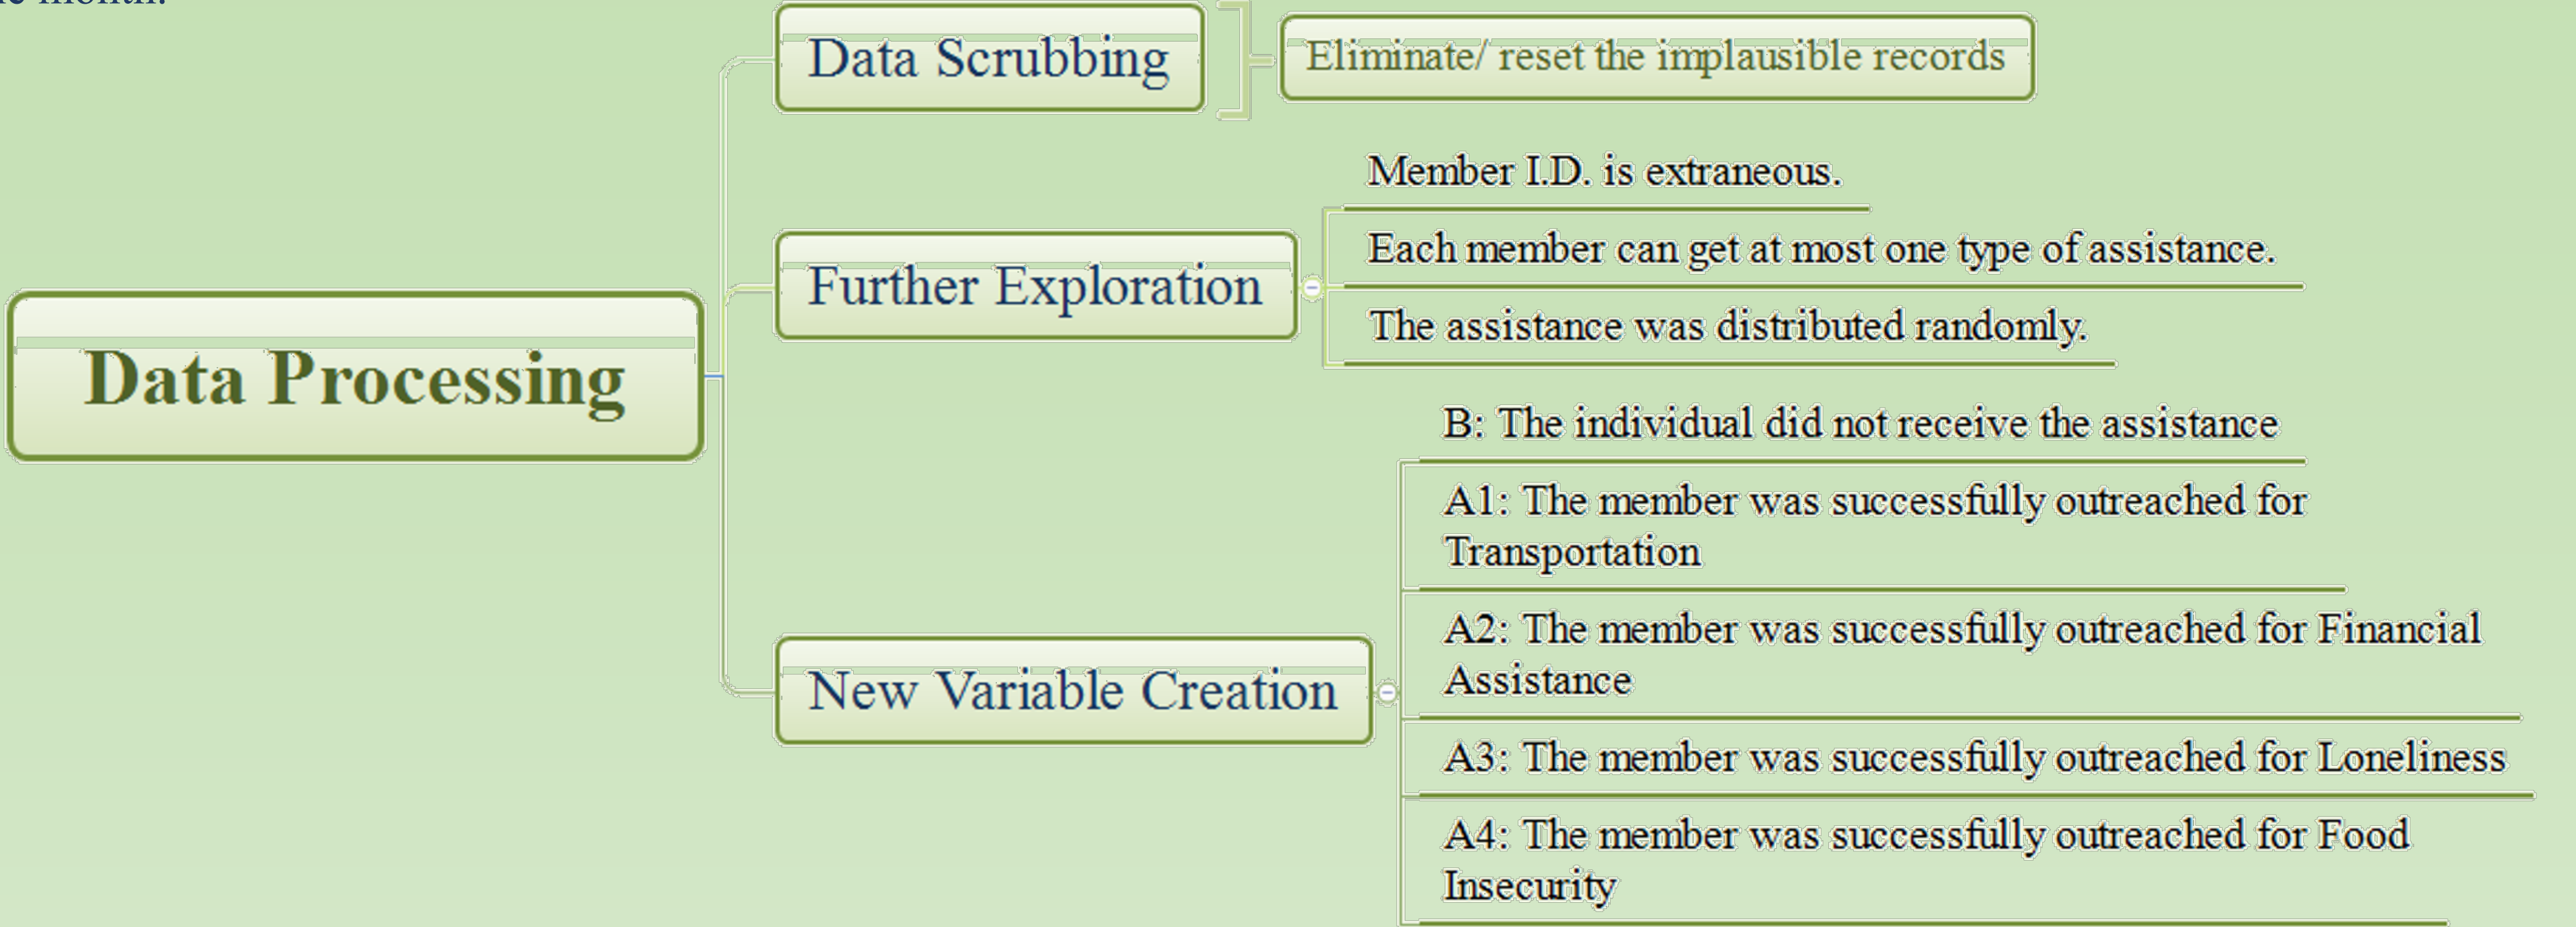 month.
Data Scrubbing
Eliminate/ reset the implausible records
Member I.D. is extraneous.
Each member can get at most one type of assistance.
Further Exploration
The assistance was distributed randomly.
Data Processing
B: The individual did not receive the assistance
A1: The member was successfully outreached for
Transportation
A2: The member was successfully outreached for Financial
Assistance
New Variable Creation
A3: The member was successfully outreached for Loneliness
A4: The member was successfully outreached for Food
Insecurity